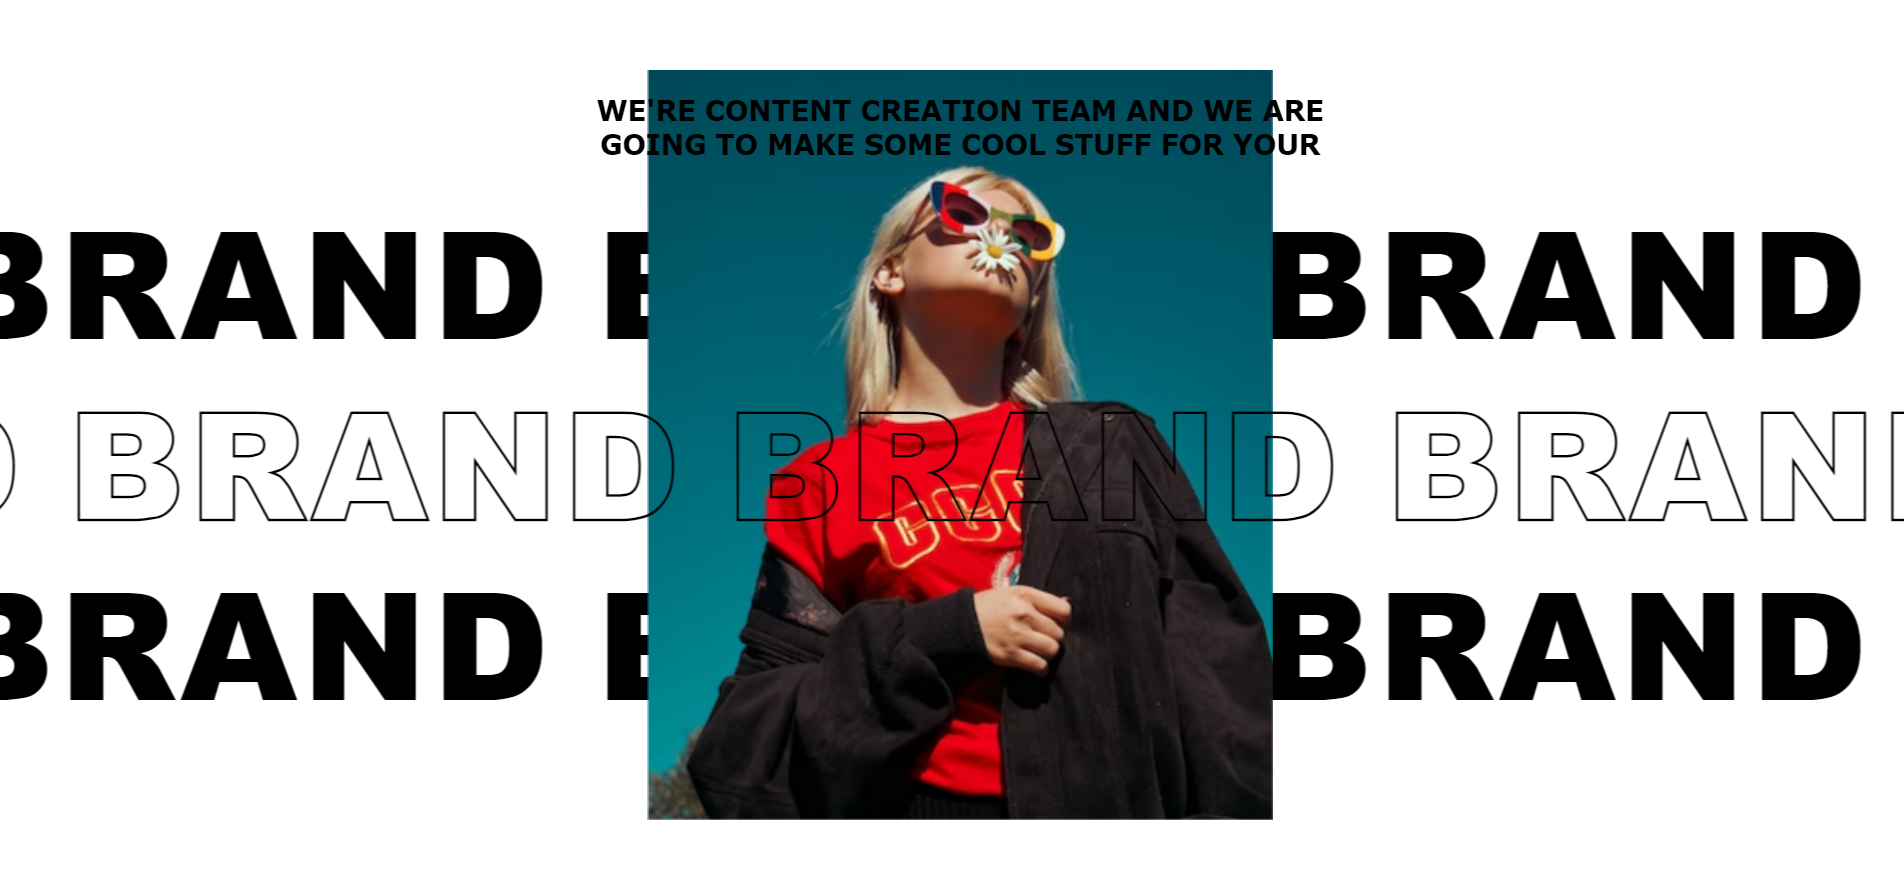 WE'RE CONTENT CREATION TEAM AND WE ARE
GOING TO MAKE SOME COOL STUFF FOR YOUR
BRAND B BRAND
D BRAND BRAND BRAND
BRAND B BRAND